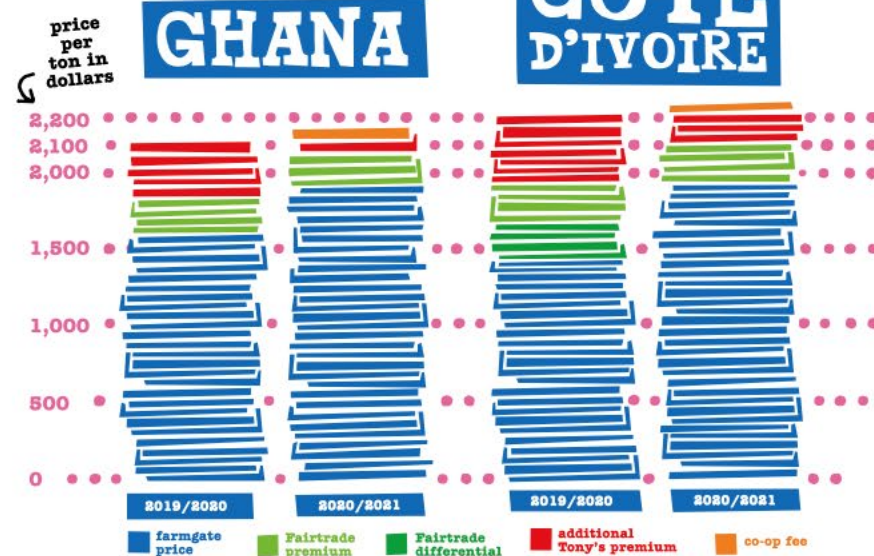 price
per
ton in
dollars
GHANA
CÔTE
D'IVOIRE
2,200
2,100
2,000
1,500
1,000
500
0
2019/2020
2020/2021
2019/2020
2020/2021
farmgate
price
Fairtrade
premium
Fairtrade
differential
additional
Tony's premium
co-op fee